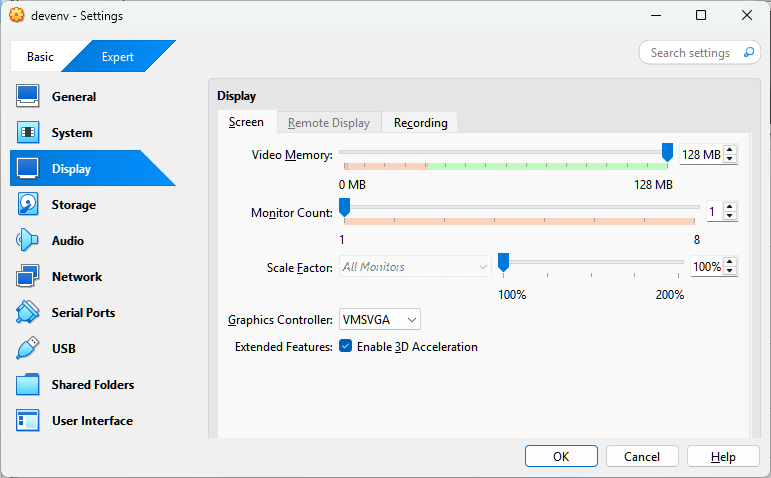 devenv - Settings
Basic
Expert
Search settings
General
System
Display
Storage
Audio
Network
Serial Ports
USB
Shared Folders
User Interface
Display
Screen
Remote Display
Recording
Video Memory:
128 MB
0 MB
128 MB
Monitor Count:
1
1
8
Scale Factor:
All Monitors
100%
100%
200%
Graphics Controller:
VMSVGA
Extended Features:
Enable 3D Acceleration
OK
Cancel
Help